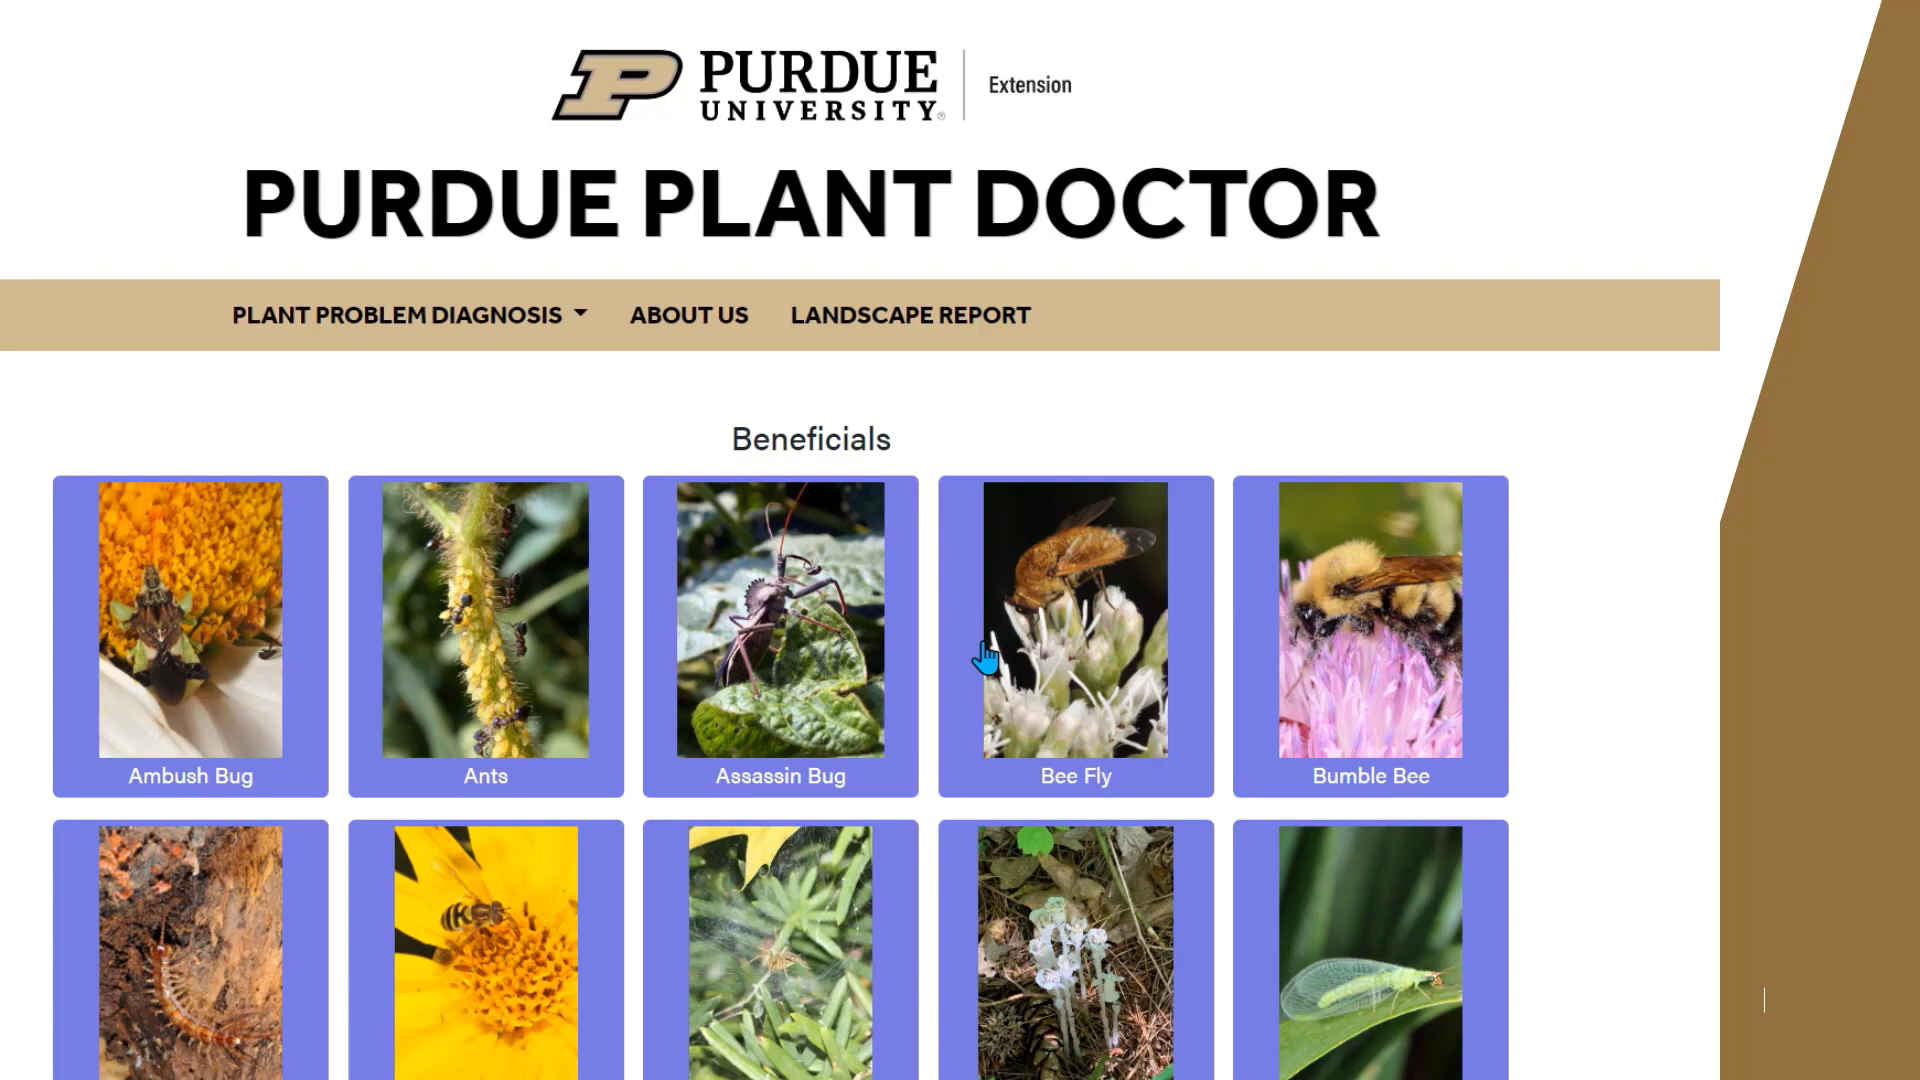 PURDUE
UNIVERSITY®
Extension
PURDUE PLANT DOCTOR
PLANT PROBLEM DIAGNOSIS ABOUT US LANDSCAPE REPORT
Beneficials
Ambush Bug Ants Assassin Bug Bee Fly Bumble Bee